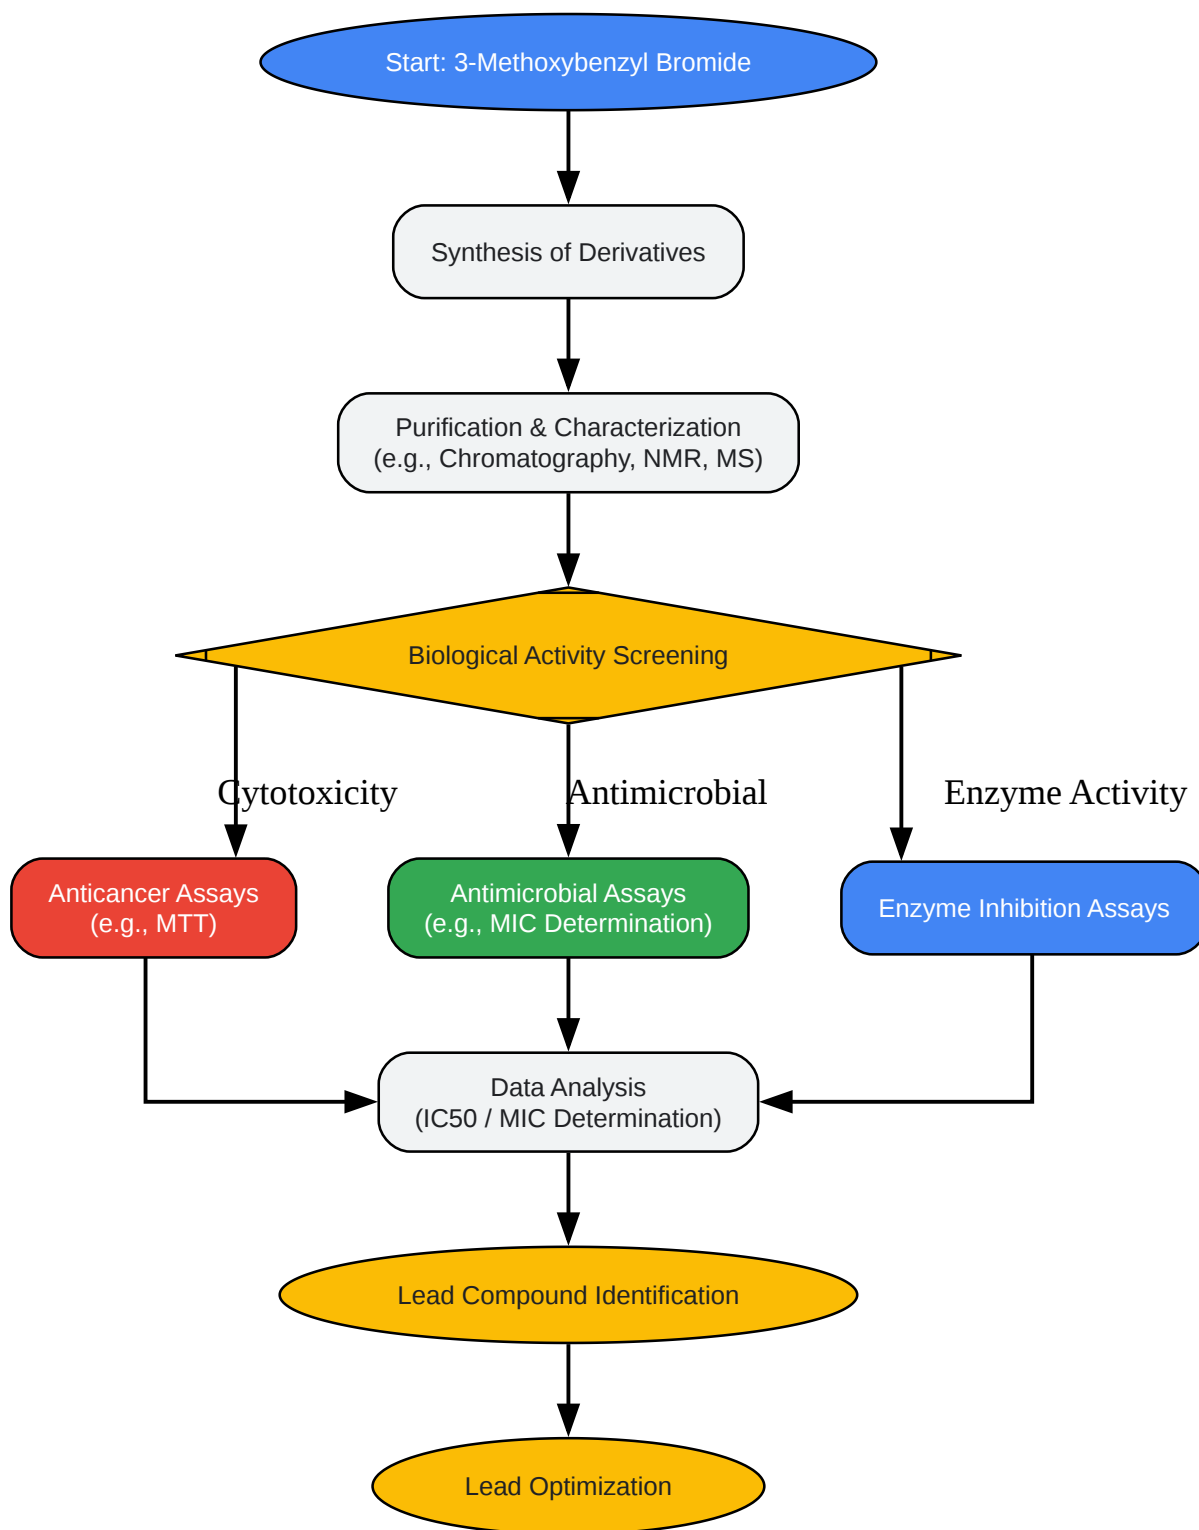 Start: 3-Methoxybenzyl Bromide
Synthesis of Derivatives
Purification & Characterization
(e.g., Chromatography, NMR, MS)
Biological Activity Screening
Cytotoxicity
Antimicrobial
Enzyme Activity
Anticancer Assays
(e.g., MTT)
Antimicrobial Assays
(e.g., MIC Determination)
Enzyme Inhibition Assays
Data Analysis
(IC50 / MIC Determination)
Lead Compound Identification
Lead Optimization